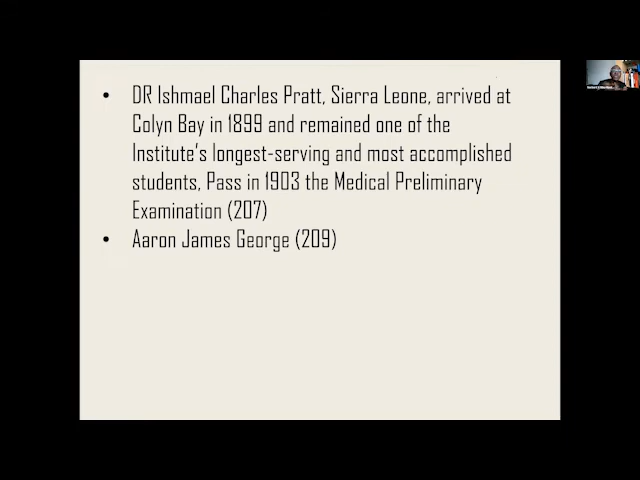 • DR Ishmael Charles Pratt, Sierra Leone, arrived at
Colyn Bay in 1899 and remained one of the
Institute's longest-serving and most accomplished
students, Pass in 1903 the Medical Preliminary
Examination (207)
• Aaron James George (209)